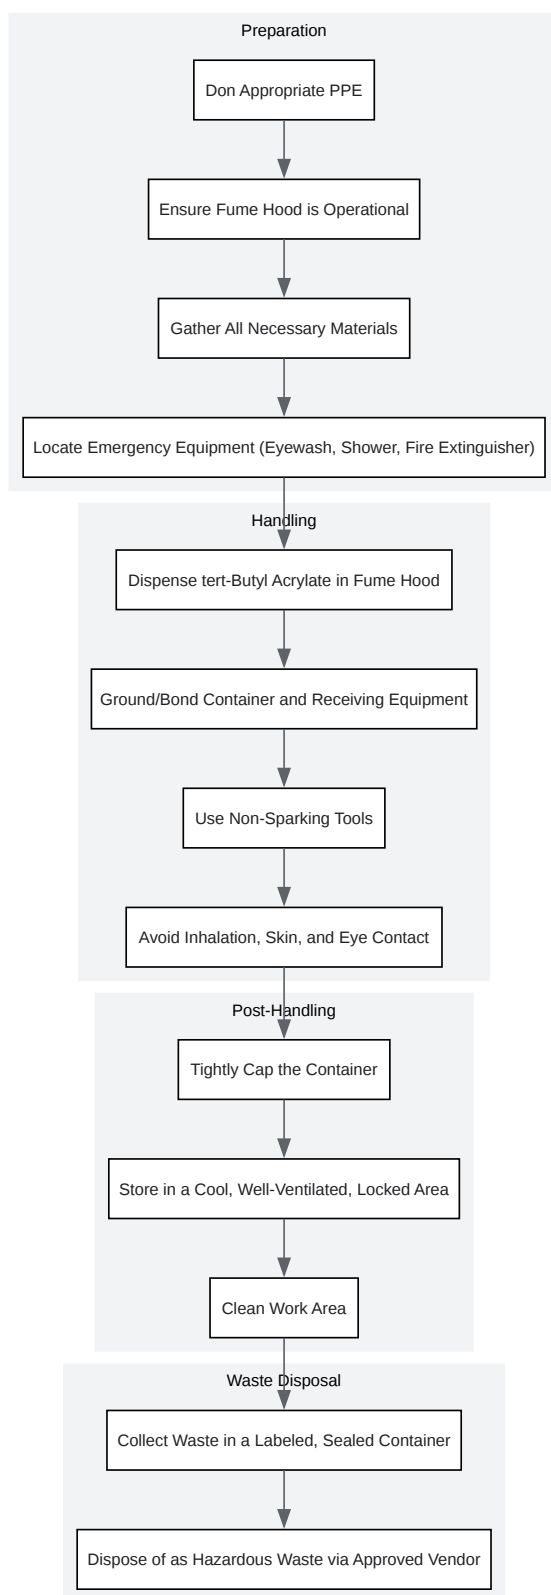 Preparation
Don Appropriate PPE
Ensure Fume Hood is Operational
Gather All Necessary Materials
Locate Emergency Equipment (Eyewash, Shower, Fire Extinguisher)
Handling
Dispense tert-Butyl Acrylate in Fume Hood
Ground/Bond Container and Receiving Equipment
Use Non-Sparking Tools
Avoid Inhalation, Skin, and Eye Contact
Post-Handling
Tightly Cap the Container
Store in a Cool, Well-Ventilated, Locked Area
Clean Work Area
Waste Disposal
Collect Waste in a Labeled, Sealed Container
Dispose of as Hazardous Waste via Approved Vendor